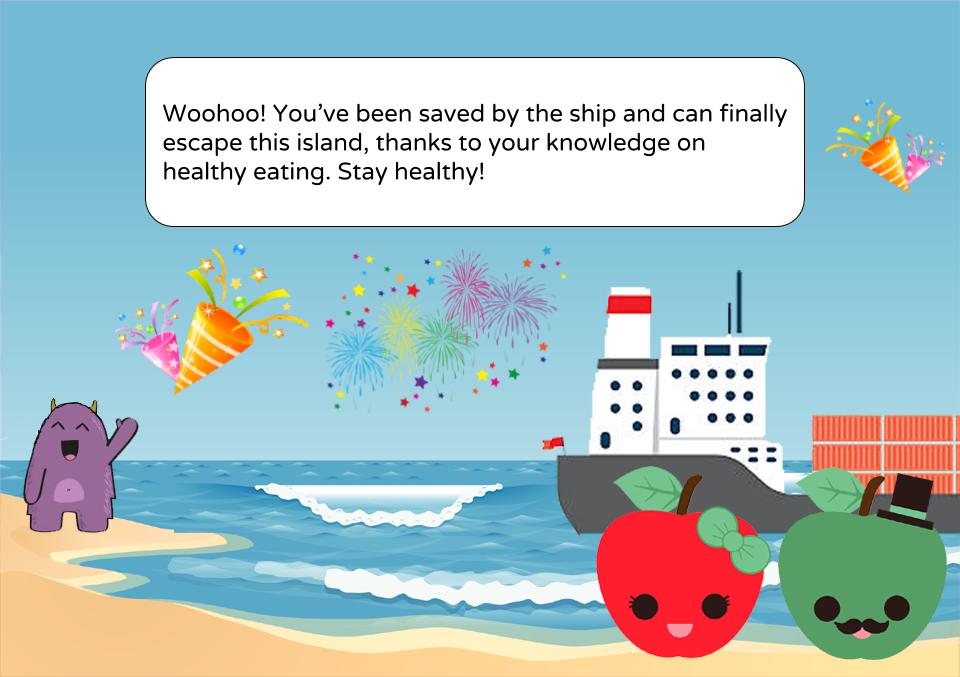 Woohoo! You’ve been saved by the ship and can finally
escape this island, thanks to your knowledge on
healthy eating. Stay healthy!